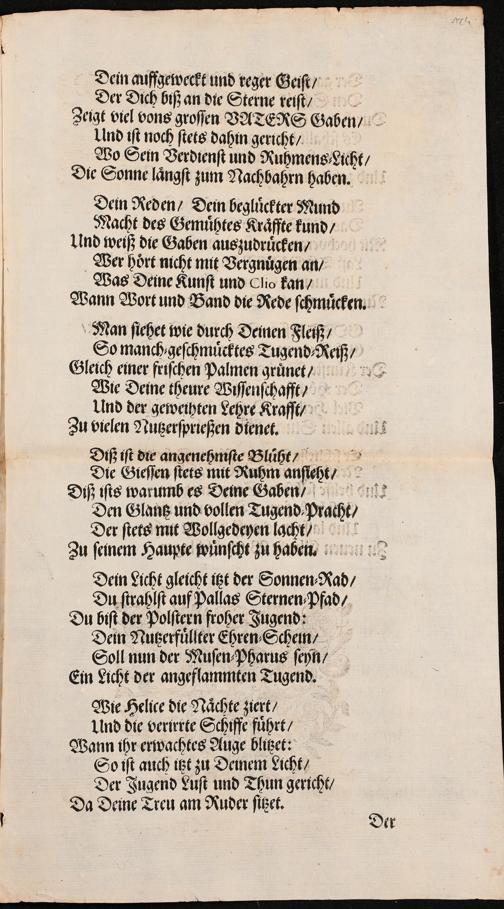 Dein auffgeweckt und reger Geist/
Der Dich biß an die Sterne reist/
Zeigt viel vons grossen VATERS Gaben/
Und ist noch stets dahin gericht/
Wo Sein Verdienst und Ruhmens-Licht/
Die Sonne längst zum Nachbahrn haben.
Dein Reden/ Dein beglückter Mund
Macht des Gemühtes Kräffte kund/
Und weiß die Gaben auszudrücken/
Wer hört nicht mit Vergnügen an/
Was Deine Kunst und Clio kan/
Wann Wort und Band die Rede schmücken.
Man siehet wie durch Deinen Fleiß/
So manch-geschmücktes Tugend-Reiß/
Gleich einer frischen Palmen grünet/
Wie Deine theure Wissenschafft/
Und der geweihten Lehre Krafft/
Zu vielen Nutzersprießen dienet.
Diß ist die angenehmste Blüht/
Die Giessen stets mit Ruhm ansieht/
Diß ists warumb es Deine Gaben/
Den Glantz und vollen Tugend-Pracht/
Der stets mit Wollgedeyen lacht/
Zu seinem Haupte wünscht zu haben.
Dein Licht gleicht itzt der Sonnen-Rad/
Du strahlst auf Pallas Sternen-Pfad/
Du bist der Polstern froher Jugend:
Dein Nutzerfüllter Ehren-Schein/
Soll nun der Musen-Pharus seyn/
Ein Licht der angeflammten Tugend.
Wie Helice die Nächte ziert/
Und die verirrte Schiffe führt/
Wann ihr erwachtes Auge blitzet:
So ist auch itzt zu Deinem Licht/
Der Jugend Lust und Thun gericht/
Da Deine Treu am Ruder sitzet.
Der